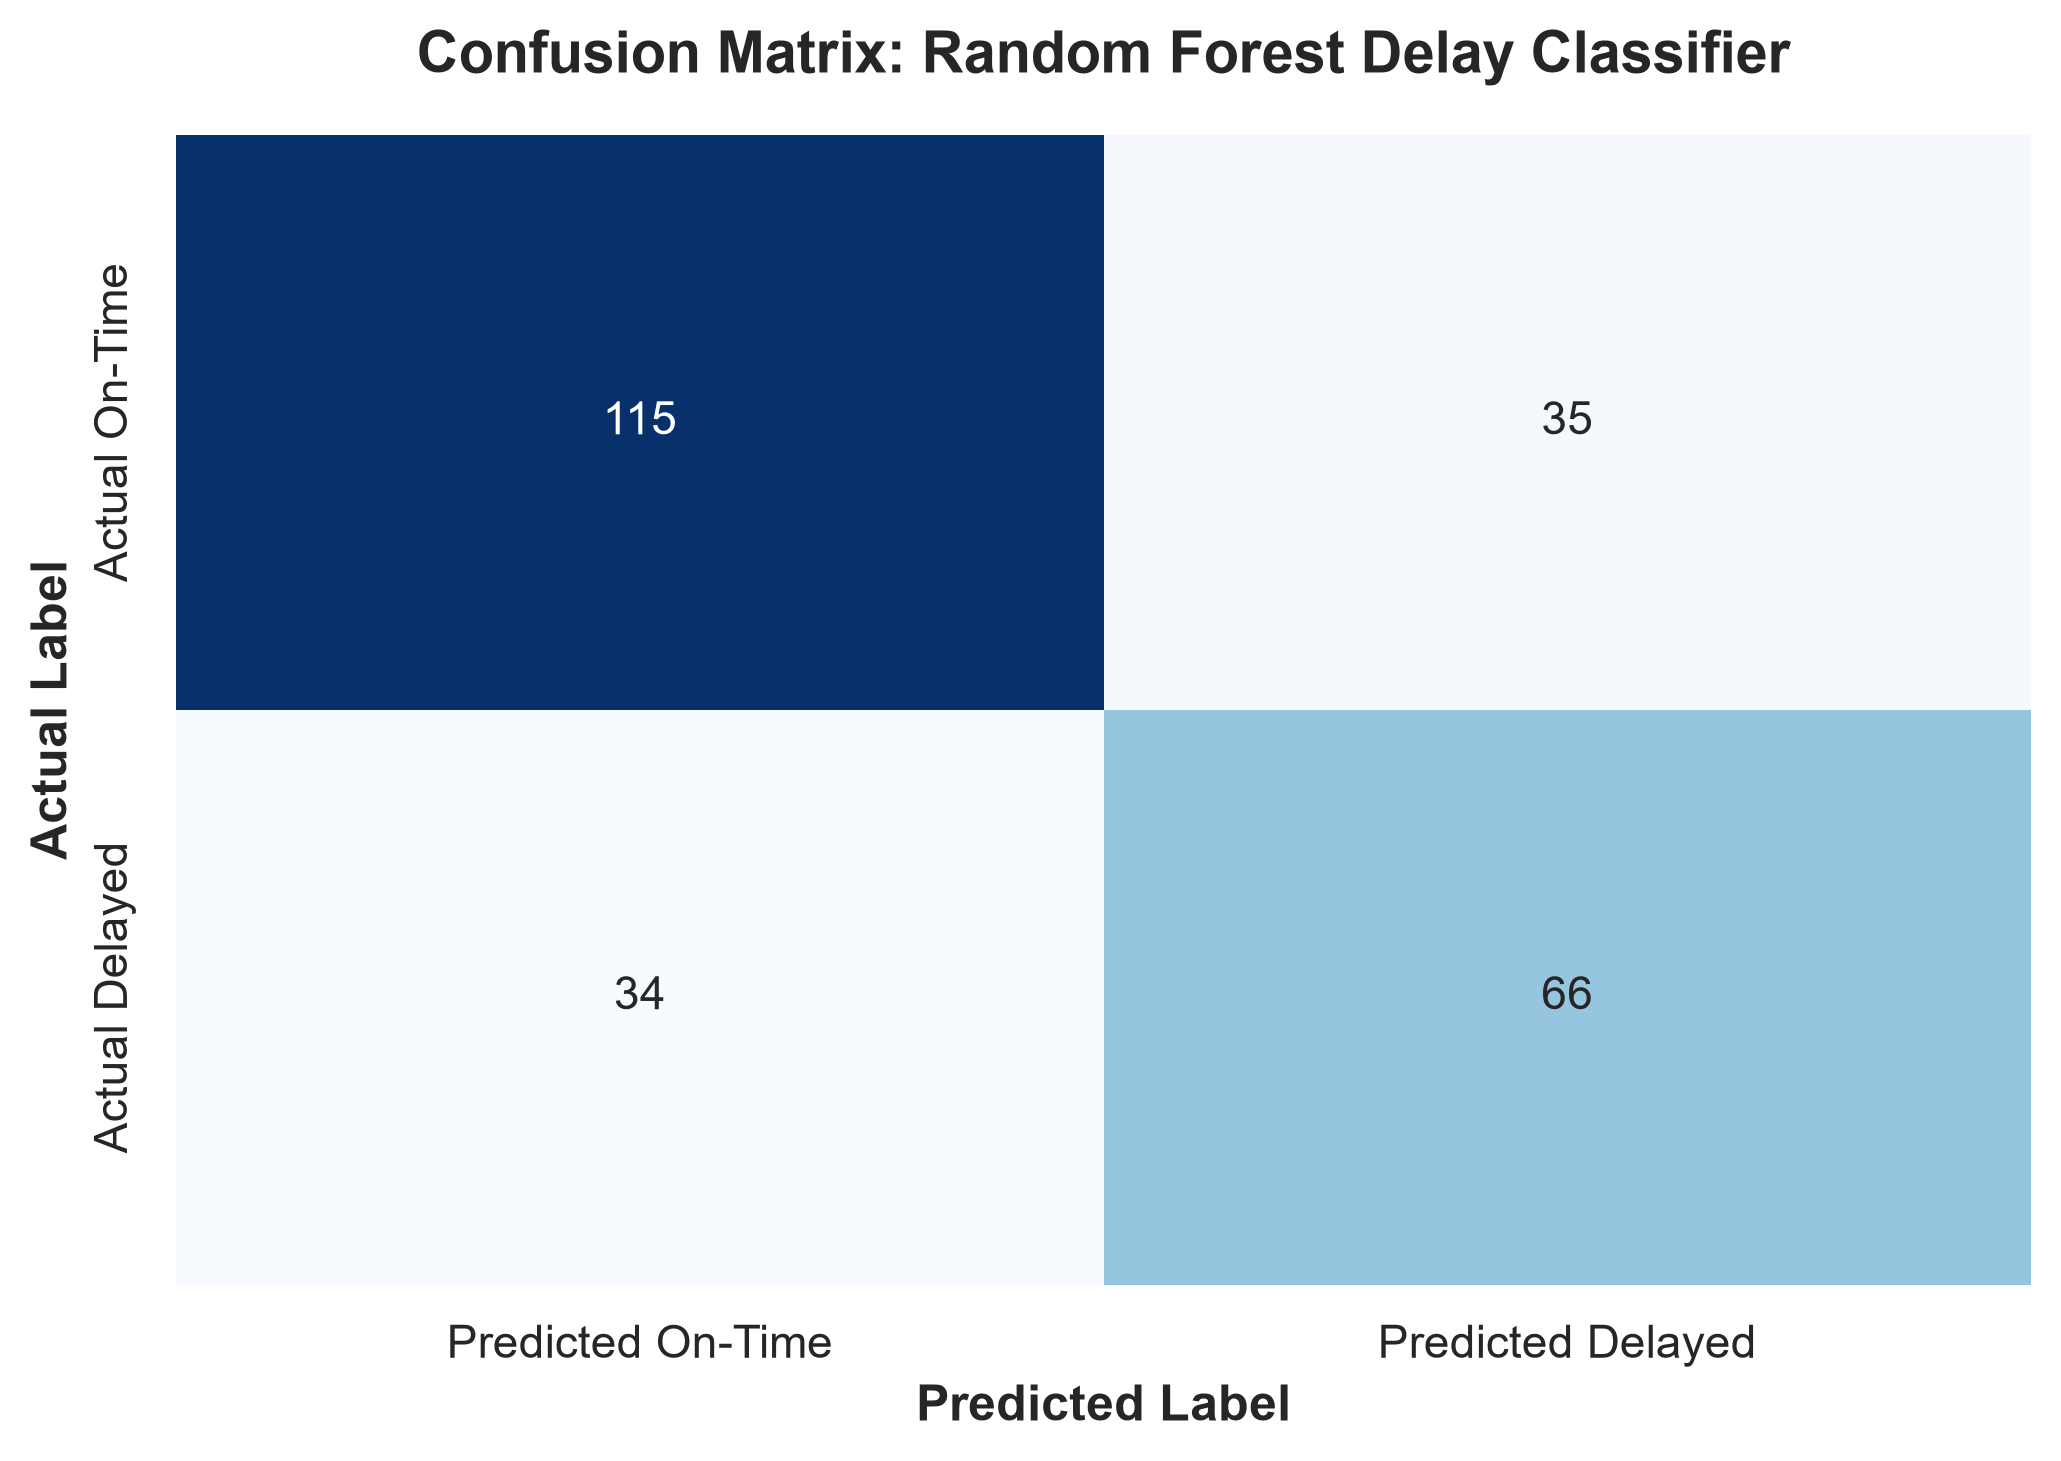 Confusion Matrix: Random Forest Delay Classifier
Actual Label
Actual On-Time
115
35
Actual Delayed
34
66
Predicted On-Time
Predicted Delayed
Predicted Label